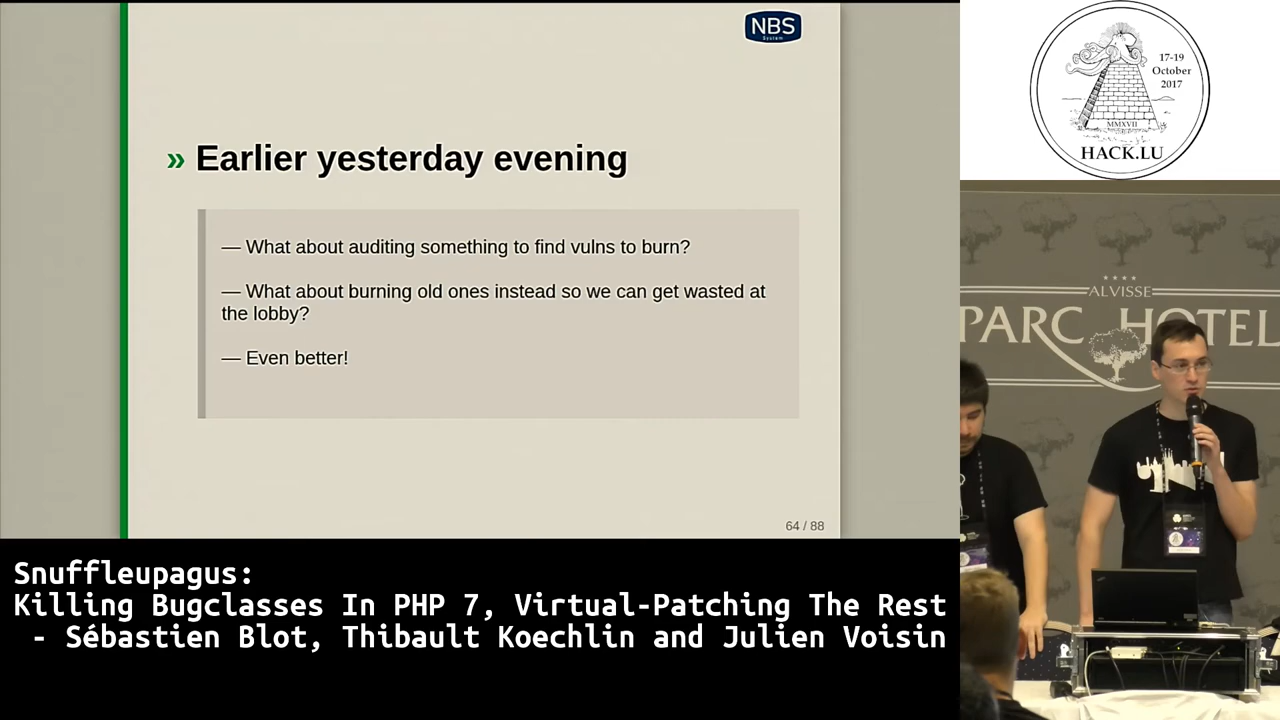 NBS
System
» Earlier yesterday evening
— What about auditing something to find vulns to burn?
— What about burning old ones instead so we can get wasted at
the lobby?
— Even better!
64 / 88
17-19
October
2017
MMXVII
HACK.LU
ALVISSE
PARC HOTEL
Snuffleupagus:
Killing Bugclasses In PHP 7, Virtual-Patching The Rest
- Sébastien Blot, Thibault Koechlin and Julien Voisin